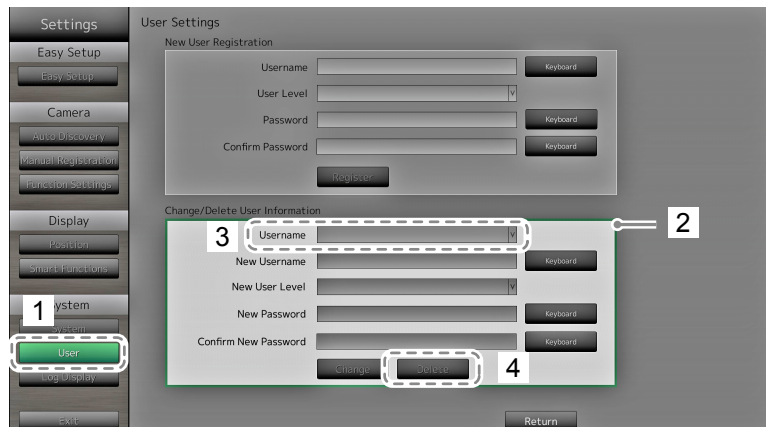 Settings
Easy Setup
Easy Setup
Camera
Auto Discovery
Manual Registration
Function Settings
Display
Position
Smart Functions
1
System
System
User
Log Display
Exit
User Settings
New User Registration
Username Keyboard
User Level
Password Keyboard
Confirm Password Keyboard
Register
Change/Delete User Information
2
3 Username
New Username Keyboard
New User Level
New Password Keyboard
Confirm New Password Keyboard
Change Delete 4
Return